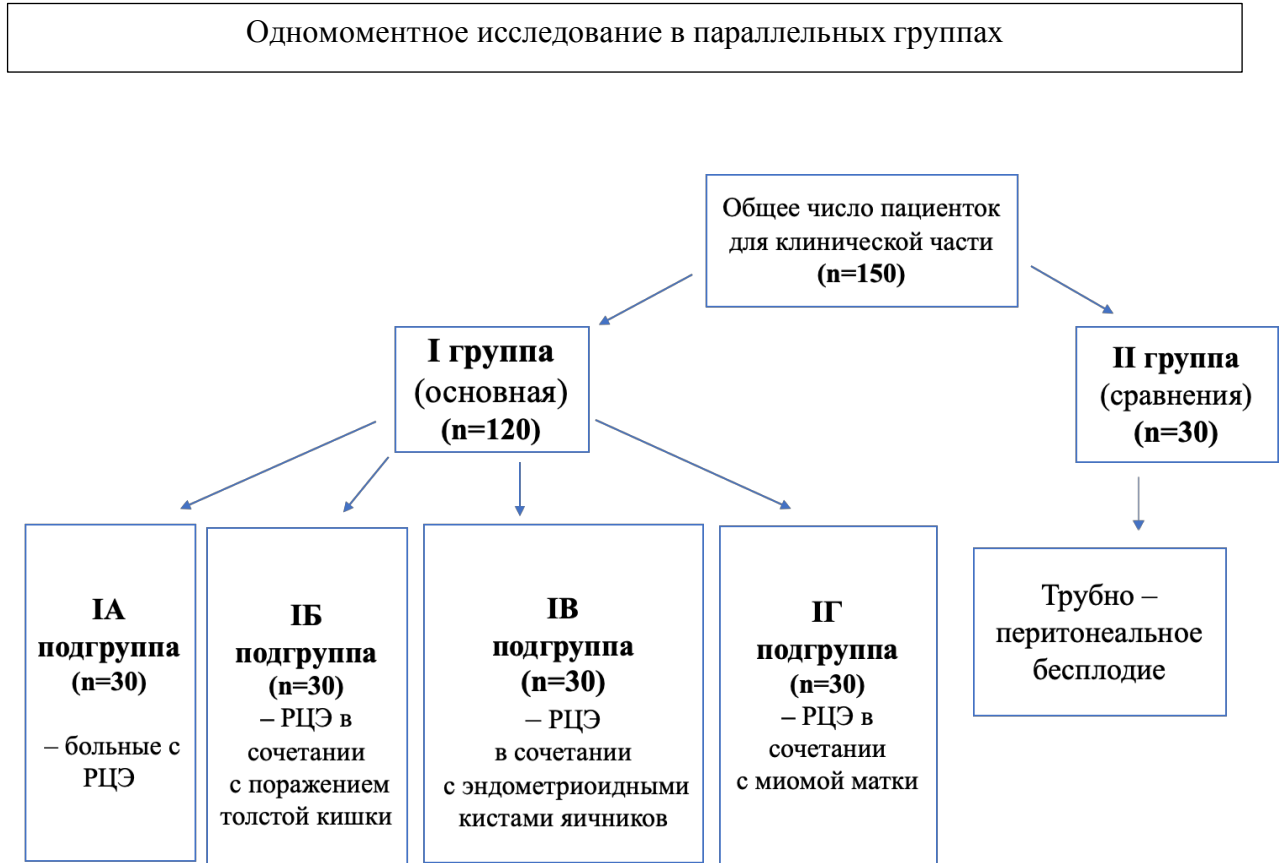 Одномоментное исследование в параллельных группах
Общее число пациенток
для клинической части
(n=150)
I группа
(основная)
(n=120)
II группа
(сравнения)
(n=30)
IА
подгруппа
(n=30)
– больные с
РЦЭ
IБ
подгруппа
(n=30)
– РЦЭ в
сочетании
с поражением
толстой кишки
IВ
подгруппа
(n=30)
– РЦЭ
в сочетании
с эндометриоидными
кистами яичников
IГ
подгруппа
(n=30)
– РЦЭ в
сочетании
с миомой матки
Трубно –
перитонеальное
бесплодие